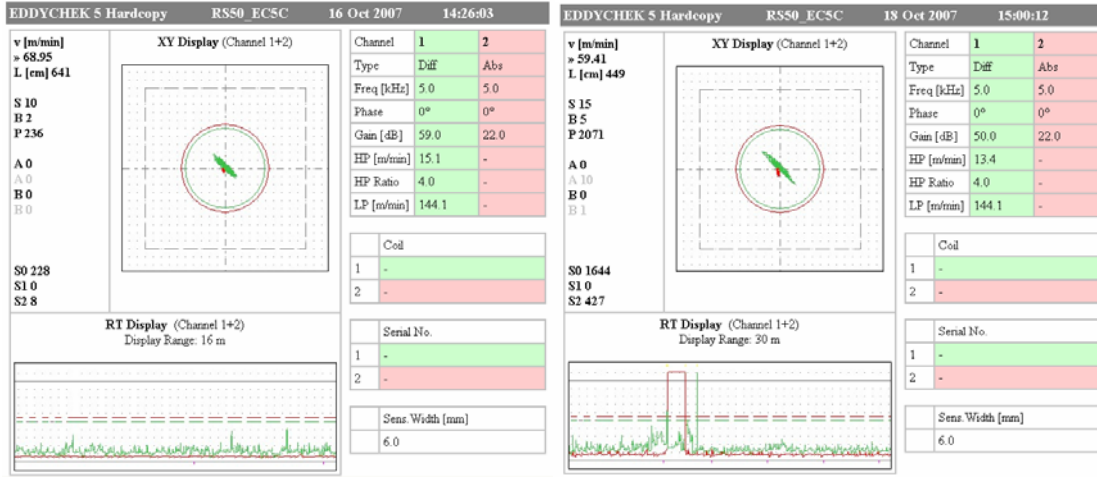 EDDYCHEK 5 Hardcopy RS50_EC5C 16 Oct 2007 14:26:03
v [m/min]
» 68.95
L [cm] 641
S 10
B 2
P 236
A 0
A 0
B 0
B 0
S0 228
S1 0
S2 8
XY Display (Channel 1+2)
Channel 1 2
Type Diff Abs
Freq [kHz] 5.0 5.0
Phase 0° 0°
Gain [dB] 59.0 22.0
HP [m/min] 15.1 -
HP Ratio 4.0 -
LP [m/min] 144.1 -
Coil
1 -
2 -
Serial No.
1 -
2 -
Sens. Width [mm]
6.0
RT Display (Channel 1+2)
Display Range: 16 m
EDDYCHEK 5 Hardcopy RS50_EC5C 18 Oct 2007 15:00:12
v [m/min]
» 59.41
L [cm] 449
S 15
B 5
P 2071
A 0
A 10
B 0
B 1
S0 1644
S1 0
S2 427
XY Display (Channel 1+2)
Channel 1 2
Type Diff Abs
Freq [kHz] 5.0 5.0
Phase 0° 0°
Gain [dB] 50.0 22.0
HP [m/min] 13.4 -
HP Ratio 4.0 -
LP [m/min] 144.1 -
Coil
1 -
2 -
Serial No.
1 -
2 -
Sens. Width [mm]
6.0
RT Display (Channel 1+2)
Display Range: 30 m